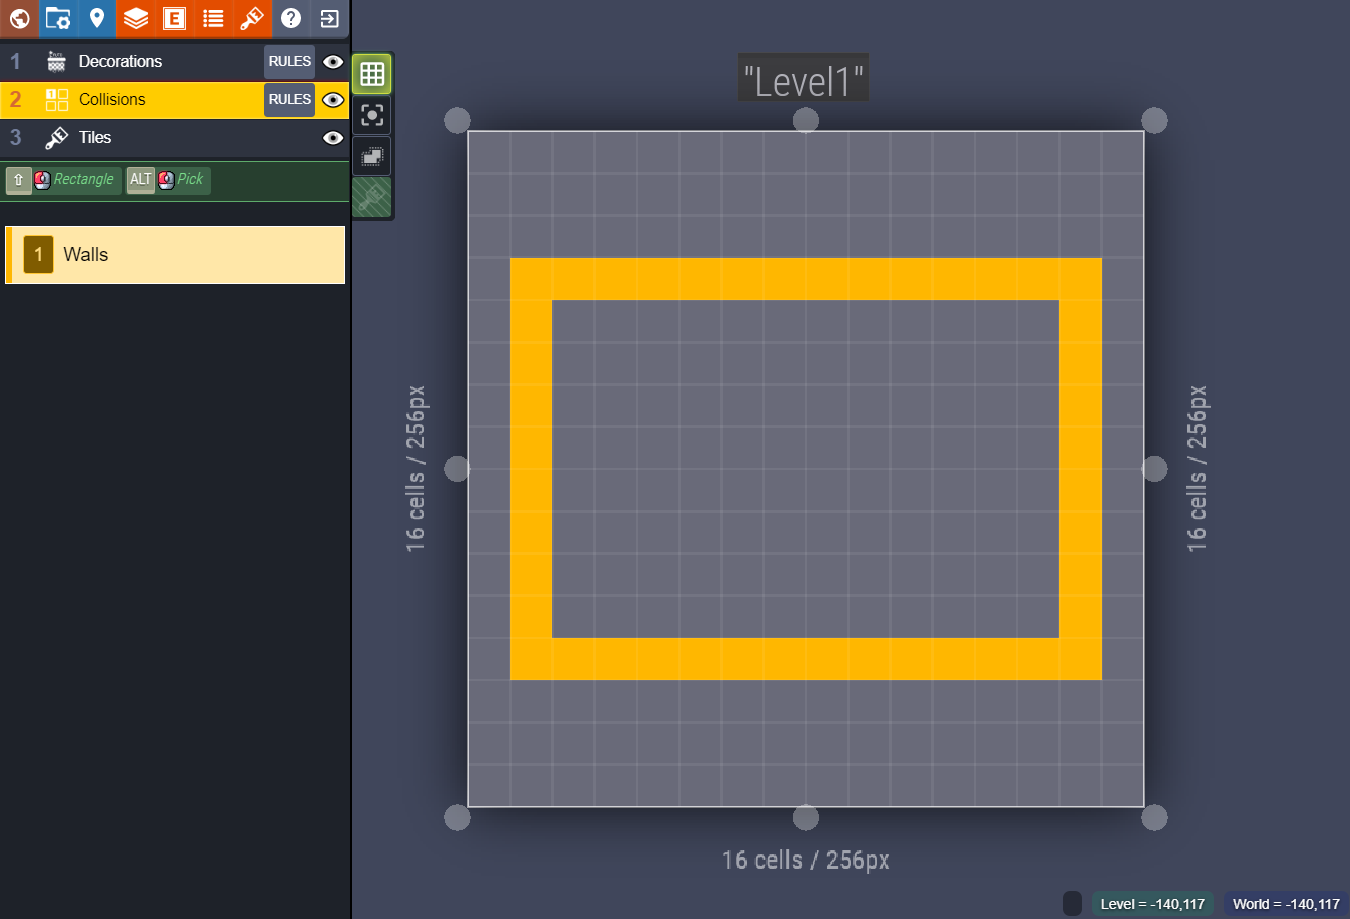 E
1 Decorations RULES
2 1 Collisions RULES
3 Tiles
⇧ Rectangle ALT Pick
1 Walls
"Level1"
16 cells / 256px
16 cells / 256px
16 cells / 256px
Level = -140,117 World = -140,117